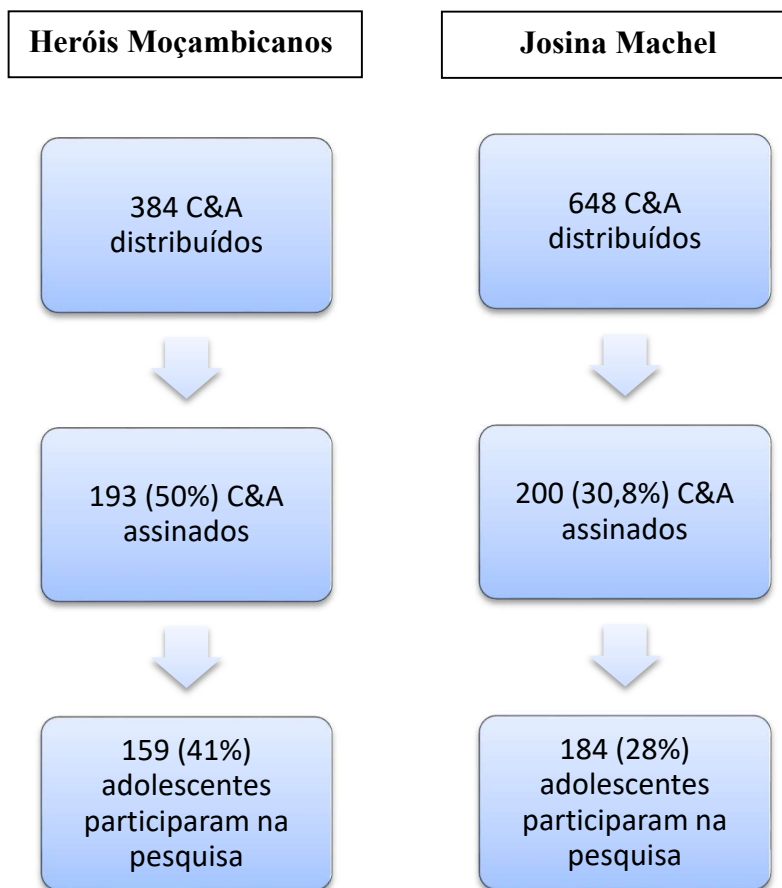 Heróis Moçambicanos
384 C&A
distribuídos
193 (50%) C&A
assinados
159 (41%)
adolescentes
participaram na
pesquisa
Josina Machel
648 C&A
distribuídos
200 (30,8%) C&A
assinados
184 (28%)
adolescentes
participaram na
pesquisa